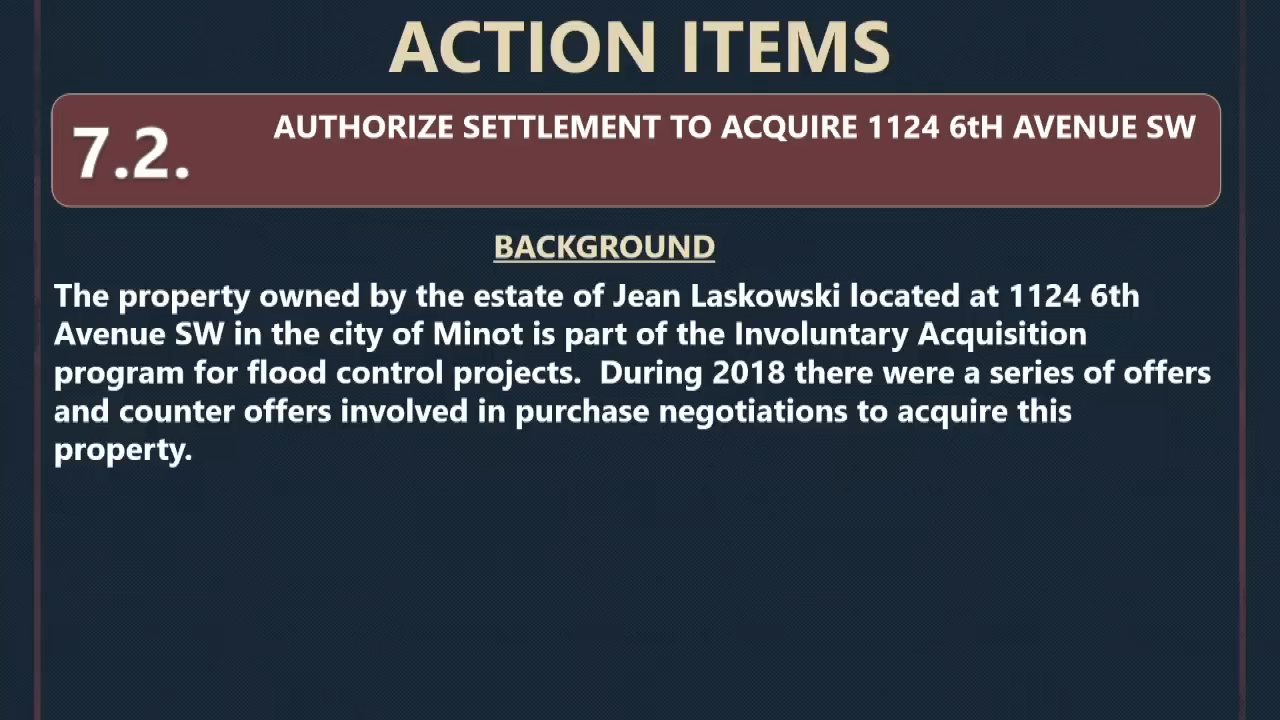 ACTION ITEMS
7.2.
AUTHORIZE SETTLEMENT TO ACQUIRE 1124 6tH AVENUE SW
BACKGROUND
The property owned by the estate of Jean Laskowski located at 1124 6th
Avenue SW in the city of Minot is part of the Involuntary Acquisition
program for flood control projects.  During 2018 there were a series of offers
and counter offers involved in purchase negotiations to acquire this
property.